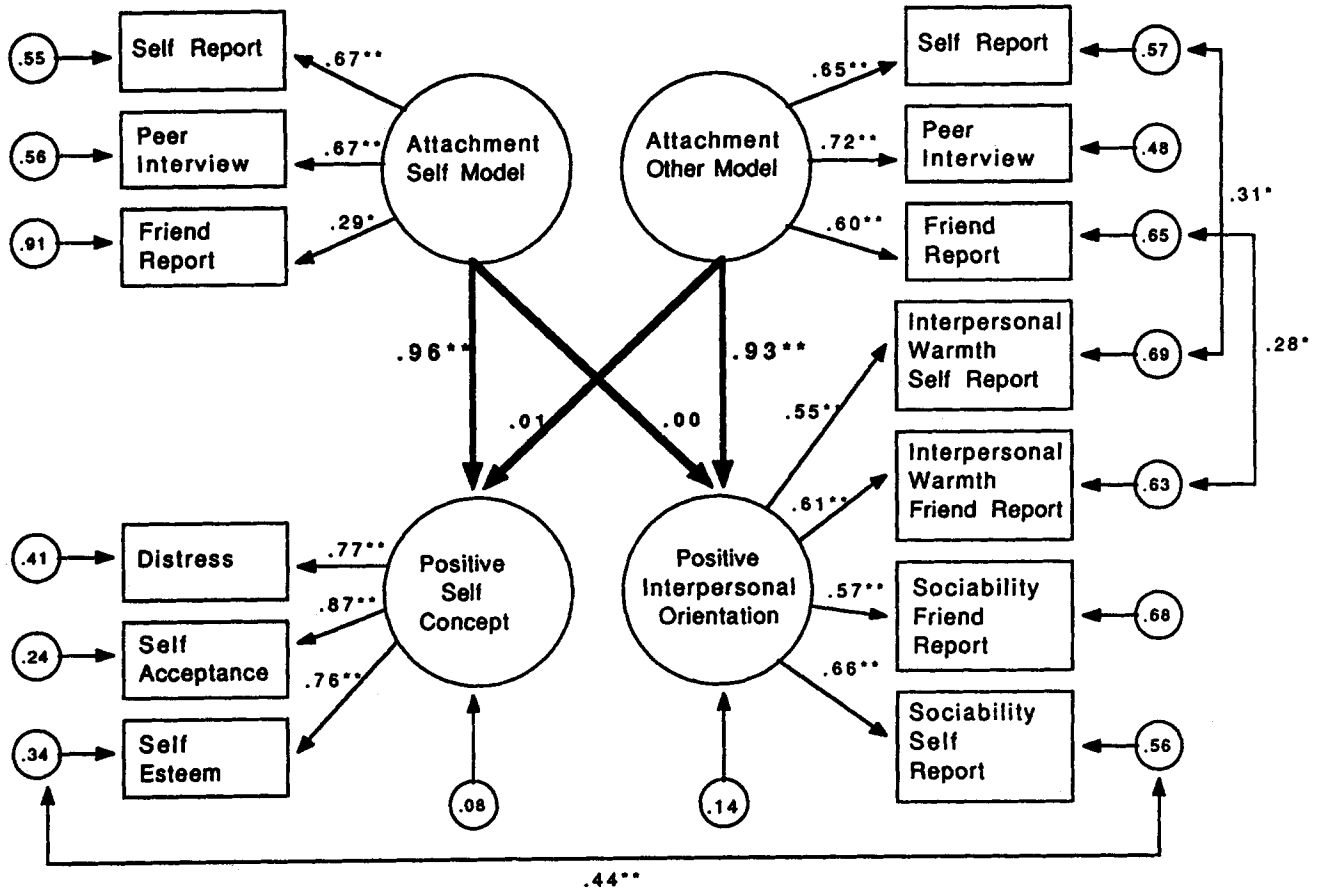 .55
Self Report
.67**
.56
Peer
Interview
.67**
.91
Friend
Report
.29*
Attachment
Self Model
Attachment
Other Model
.65**
Self Report
.57
.72**
Peer
Interview
.48
.60**
Friend
Report
.65
.31*
.28*
Interpersonal
Warmth
Self Report
.69
Interpersonal
Warmth
Friend Report
.63
.96**
.01
.00
.93**
.55**
.61**
.57**
.66**
.41
Distress
.77**
.24
Self
Acceptance
.87**
.34
Self
Esteem
.76**
Positive
Self
Concept
Positive
Interpersonal
Orientation
Sociability
Friend
Report
.68
Sociability
Self
Report
.56
.08
.14
.44**